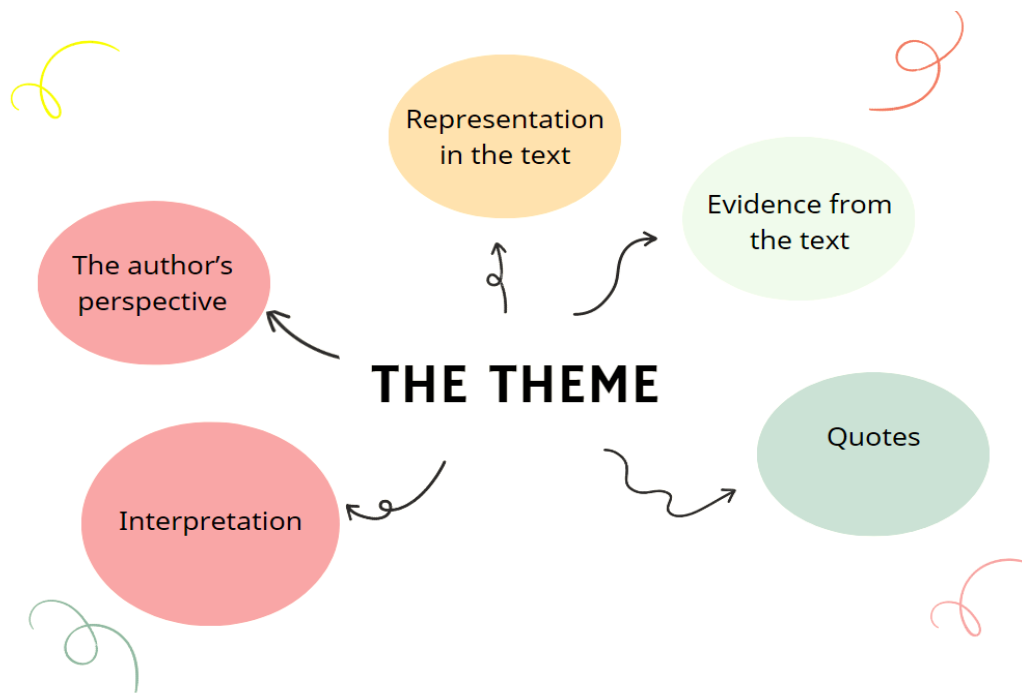 Representation
in the text
Evidence from
the text
The author’s
perspective
THE THEME
Quotes
Interpretation